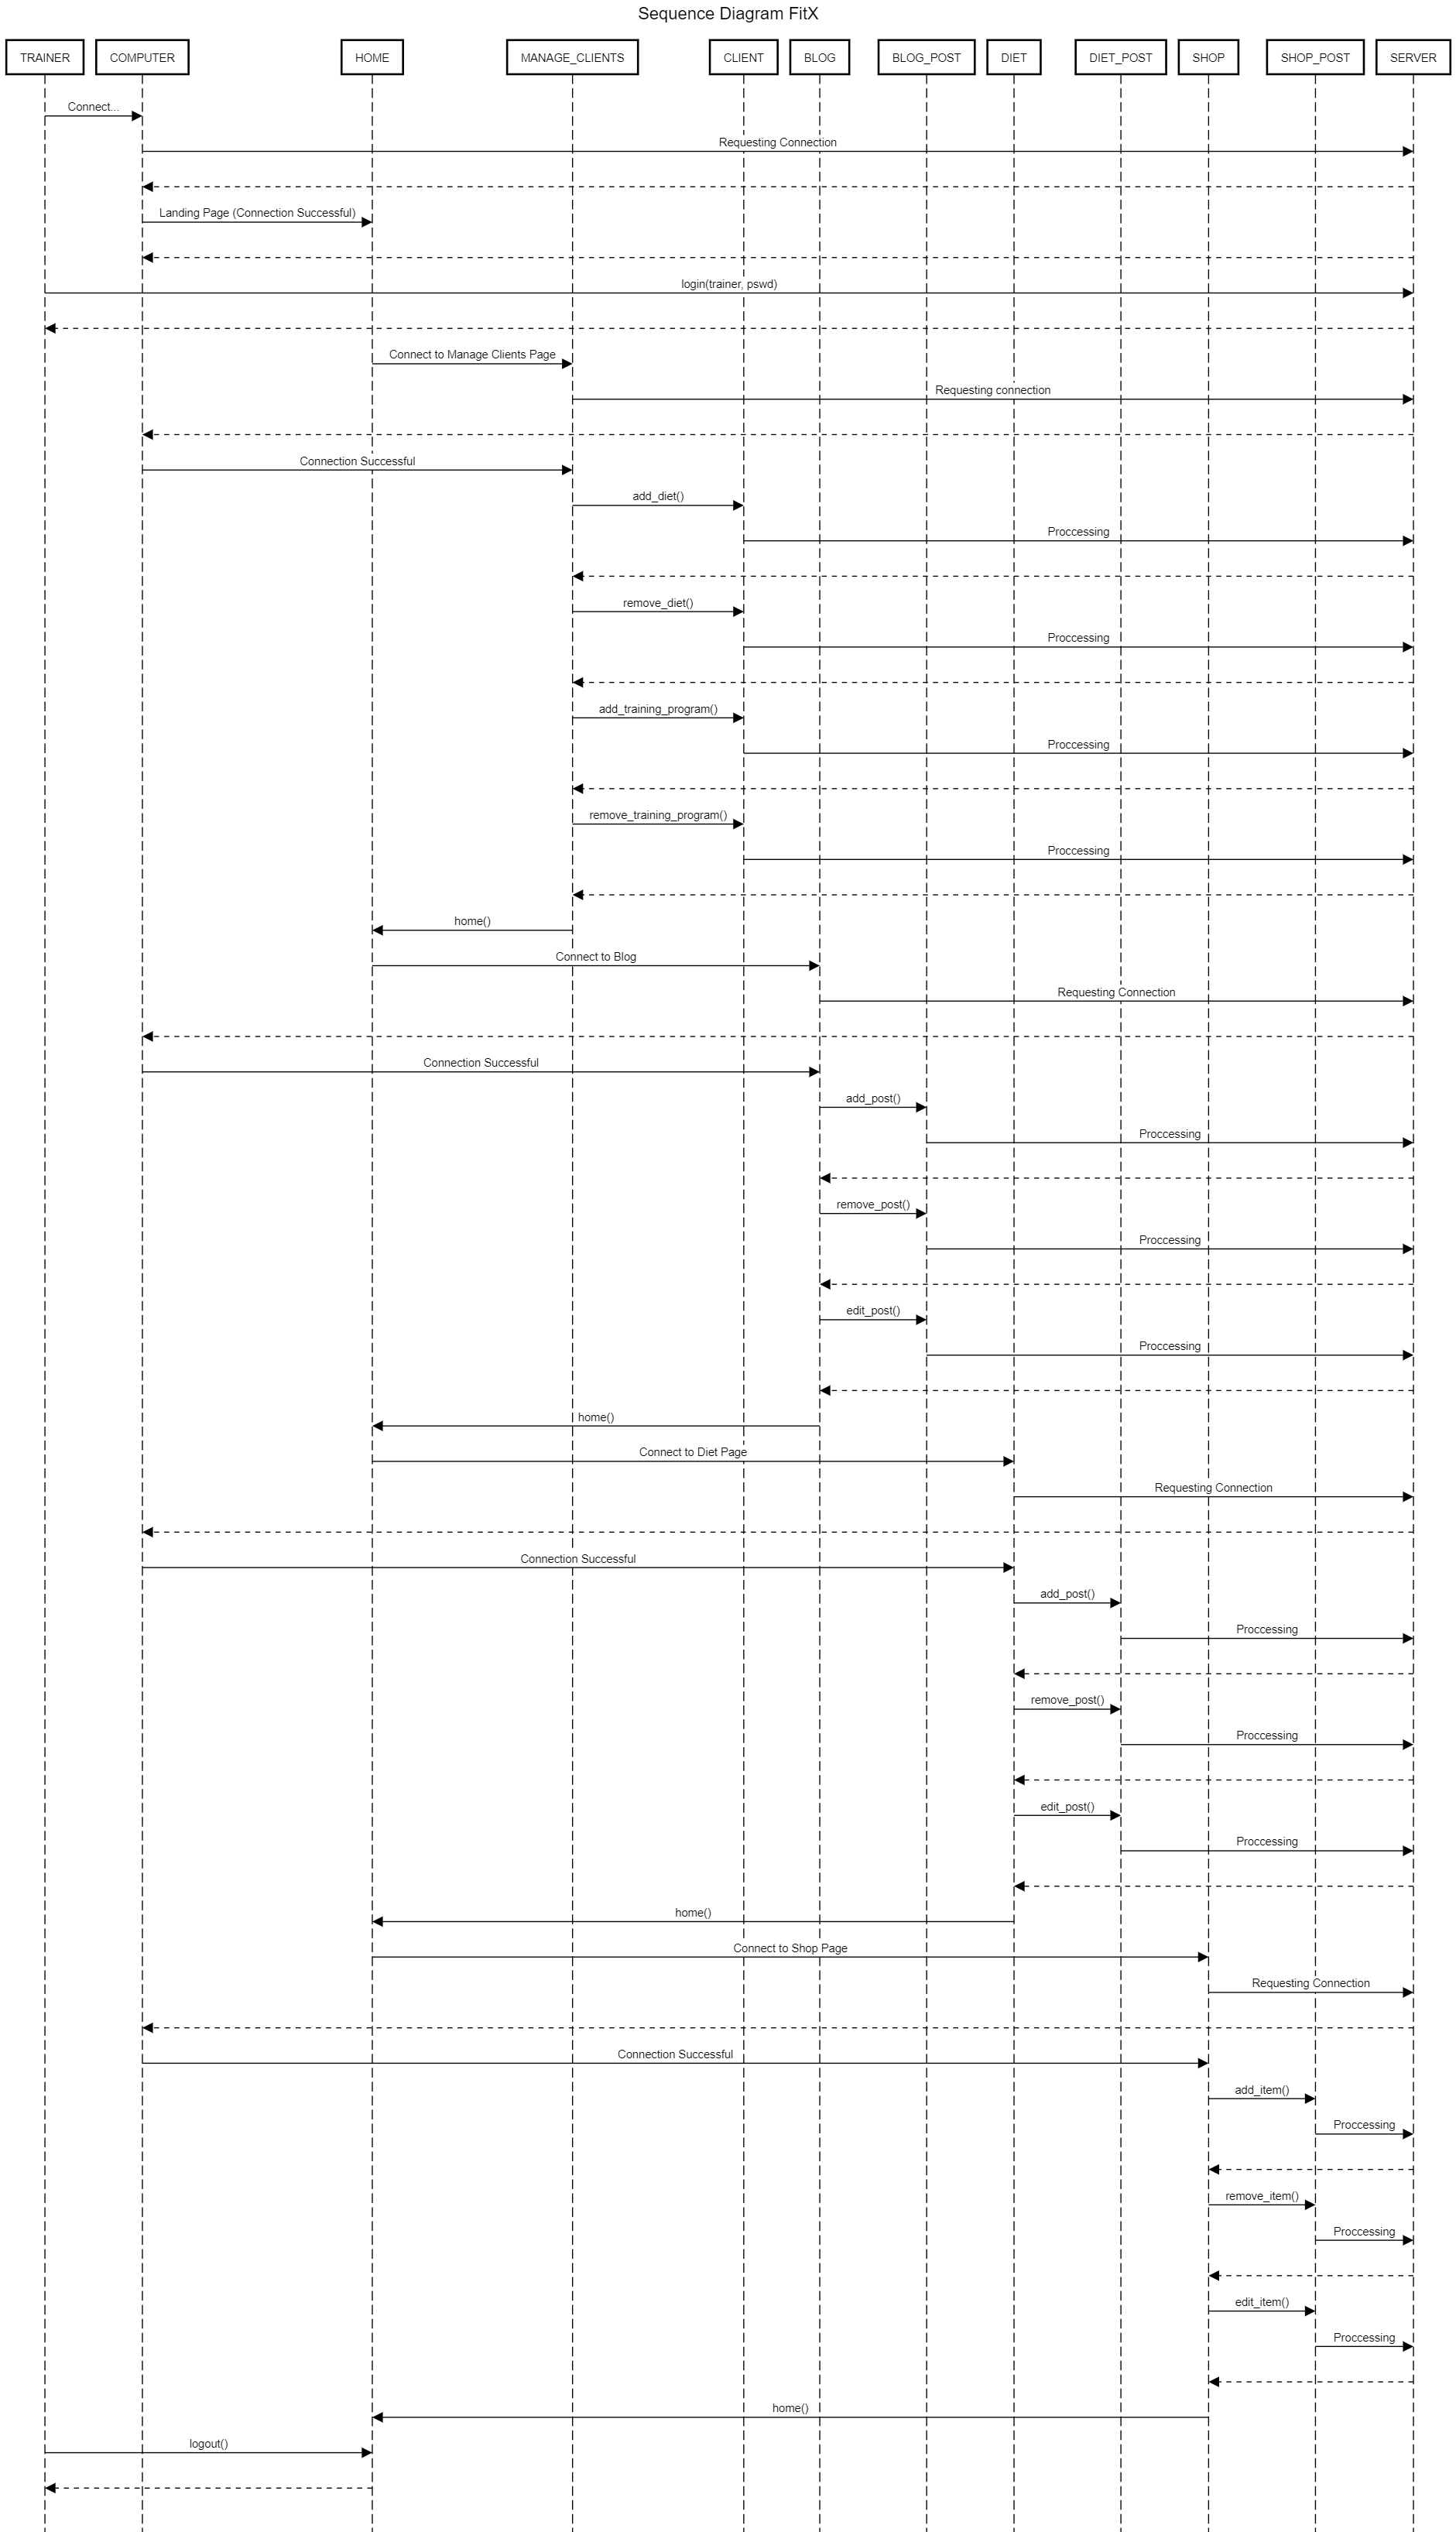 Sequence Diagram FitX
TRAINER
COMPUTER
HOME
MANAGE_CLIENTS
CLIENT
BLOG
BLOG_POST
DIET
DIET_POST
SHOP
SHOP_POST
SERVER
Connect...
Requesting Connection
Landing Page (Connection Successful)
login(trainer, pswd)
Connect to Manage Clients Page
Requesting connection
Connection Successful
add_diet()
Proccessing
remove_diet()
Proccessing
add_training_program()
Proccessing
remove_training_program()
Proccessing
home()
Connect to Blog
Requesting Connection
Connection Successful
add_post()
Proccessing
remove_post()
Proccessing
edit_post()
Proccessing
home()
Connect to Diet Page
Requesting Connection
Connection Successful
add_post()
Proccessing
remove_post()
Proccessing
edit_post()
Proccessing
home()
Connect to Shop Page
Requesting Connection
Connection Successful
add_item()
Proccessing
remove_item()
Proccessing
edit_item()
Proccessing
home()
logout()